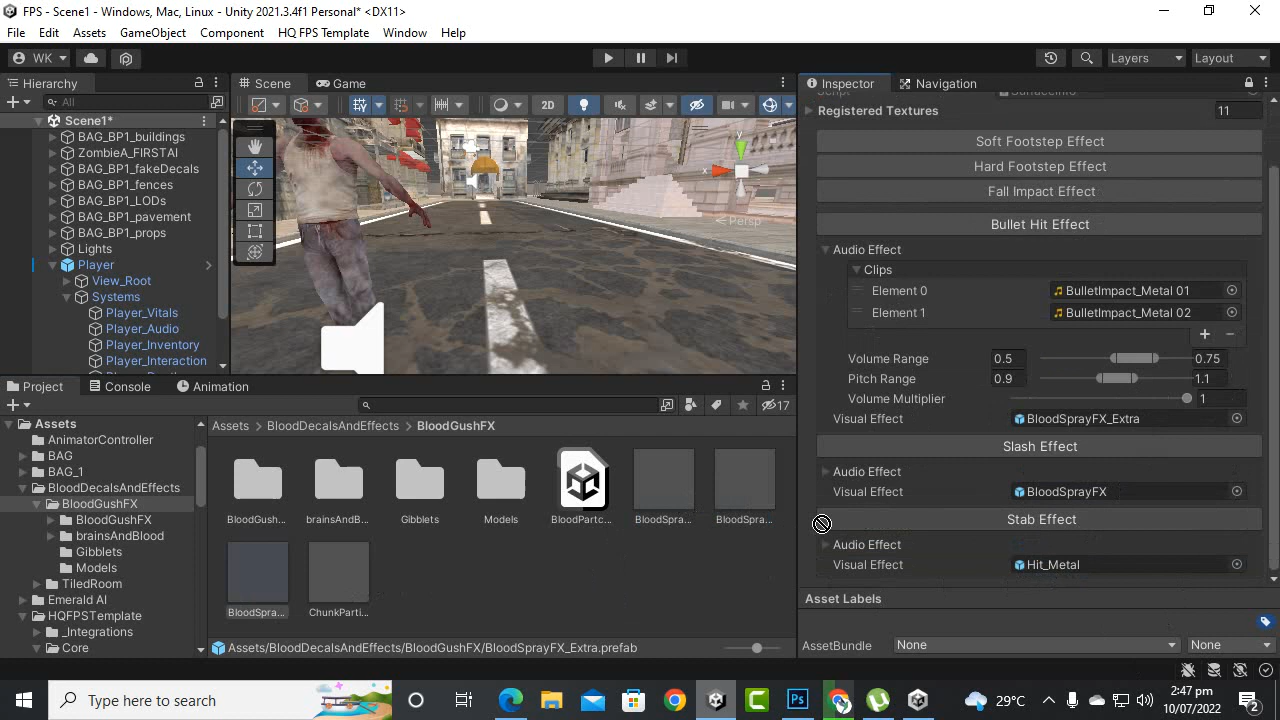 FPS - Scene1 - Windows, Mac, Linux - Unity 2021.3.4f1 Personal* <DX11>
File Edit Assets GameObject Component HQ FPS Template Window Help
WK Layers Layout
Hierarchy Scene Game Inspector Navigation
All 2D
Scene1*
BAG_BP1_buildings
ZombieA_FIRSTAI
BAG_BP1_fakeDecals
BAG_BP1_fences
BAG_BP1_LODs
BAG_BP1_pavement
BAG_BP1_props
Lights
Player
View_Root
Systems
Player_Vitals
Player_Audio
Player_Inventory
Player_Interaction
y
x
Persp
Registered Textures 11
Soft Footstep Effect
Hard Footstep Effect
Fall Impact Effect
Bullet Hit Effect
Audio Effect
Clips
Element 0 BulletImpact_Metal 01
Element 1 BulletImpact_Metal 02
Volume Range 0.5 0.75
Pitch Range 0.9 1.1
Volume Multiplier 1
Visual Effect BloodSprayFX_Extra
Slash Effect
Audio Effect
Visual Effect BloodSprayFX
Stab Effect
Audio Effect
Visual Effect Hit_Metal
Asset Labels
AssetBundle None None
Project Console Animation
17
Assets
AnimatorController
BAG
BAG_1
BloodDecalsAndEffects
BloodGushFX
BloodGushFX
brainsAndBlood
Gibblets
Models
TiledRoom
Emerald AI
HQFPSTemplate
_Integrations
Core
Assets BloodDecalsAndEffects BloodGushFX
BloodGush... brainsAndB... Gibblets Models BloodPartc... BloodSpra... BloodSpra...
BloodSpra... ChunkParti...
Assets/BloodDecalsAndEffects/BloodGushFX/BloodSprayFX_Extra.prefab
Type here to search
Ps
29°C
2:47 pm
10/07/2022
2